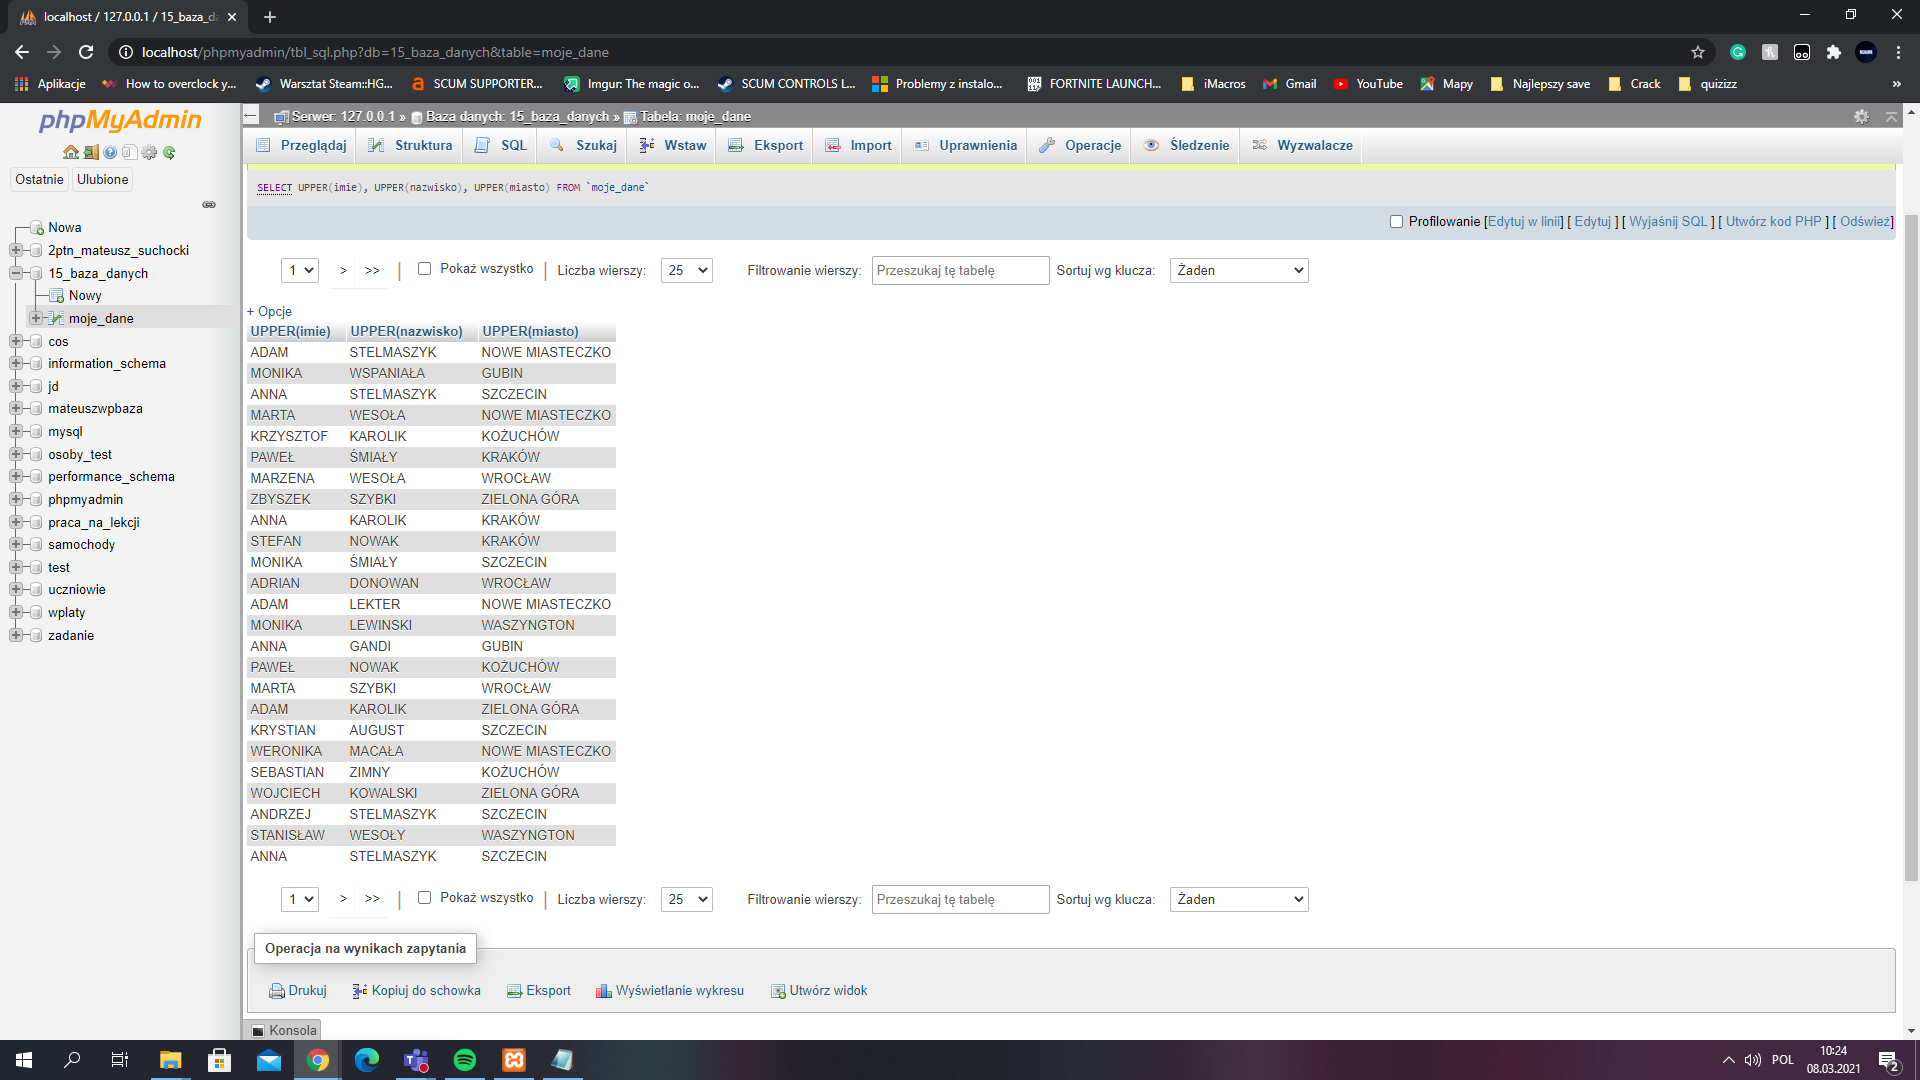 localhost / 127.0.0.1 / 15_baza_da
localhost/phpmyadmin/tbl_sql.php?db=15_baza_danych&table=moje_dane
Aplikacje
How to overclock y...
Warsztat Steam::HG...
SCUM SUPPORTER...
Imgur: The magic o...
SCUM CONTROLS L...
Problemy z instalo...
FORTNITE LAUNCH...
iMacros
Gmail
YouTube
Mapy
Najlepszy save
Crack
quizizz
»
phpMyAdmin
Ostatnie
Ulubione
Nowa
2ptn_mateusz_suchocki
15_baza_danych
Nowy
moje_dane
cos
information_schema
jd
mateuszwpbaza
mysql
osoby_test
performance_schema
phpmyadmin
praca_na_lekcji
samochody
test
uczniowie
wplaty
zadanie
Serwer: 127.0.0.1 » Baza danych: 15_baza_danych » Tabela: moje_dane
Przeglądaj
Struktura
SQL
Szukaj
Wstaw
Eksport
Import
Uprawnienia
Operacje
Śledzenie
Wyzwalacze
SELECT UPPER(imie), UPPER(nazwisko), UPPER(miasto) FROM `moje_dane`
Profilowanie [Edytuj w linii] [ Edytuj ] [ Wyjaśnij SQL ] [ Utwórz kod PHP ] [ Odśwież]
1 > >> | Pokaż wszystko | Liczba wierszy: 25 Filtrowanie wierszy: Przeszukaj tę tabelę Sortuj wg klucza: Żaden
+ Opcje
UPPER(imie) UPPER(nazwisko) UPPER(miasto)
ADAM STELMASZYK NOWE MIASTECZKO
MONIKA WSPANIAŁA GUBIN
ANNA STELMASZYK SZCZECIN
MARTA WESOŁA NOWE MIASTECZKO
KRZYSZTOF KAROLIK KOŻUCHÓW
PAWEŁ ŚMIAŁY KRAKÓW
MARZENA WESOŁA WROCŁAW
ZBYSZEK SZYBKI ZIELONA GÓRA
ANNA KAROLIK KRAKÓW
STEFAN NOWAK KRAKÓW
MONIKA ŚMIAŁY SZCZECIN
ADRIAN DONOWAN WROCŁAW
ADAM LEKTER NOWE MIASTECZKO
MONIKA LEWINSKI WASZYNGTON
ANNA GANDI GUBIN
PAWEŁ NOWAK KOŻUCHÓW
MARTA SZYBKI WROCŁAW
ADAM KAROLIK ZIELONA GÓRA
KRYSTIAN AUGUST SZCZECIN
WERONIKA MACAŁA NOWE MIASTECZKO
SEBASTIAN ZIMNY KOŻUCHÓW
WOJCIECH KOWALSKI ZIELONA GÓRA
ANDRZEJ STELMASZYK SZCZECIN
STANISŁAW WESOŁY WASZYNGTON
ANNA STELMASZYK SZCZECIN
1 > >> | Pokaż wszystko | Liczba wierszy: 25 Filtrowanie wierszy: Przeszukaj tę tabelę Sortuj wg klucza: Żaden
Operacja na wynikach zapytania
Drukuj
Kopiuj do schowka
Eksport
Wyświetlanie wykresu
Utwórz widok
Konsola
POL
10:24
08.03.2021
2